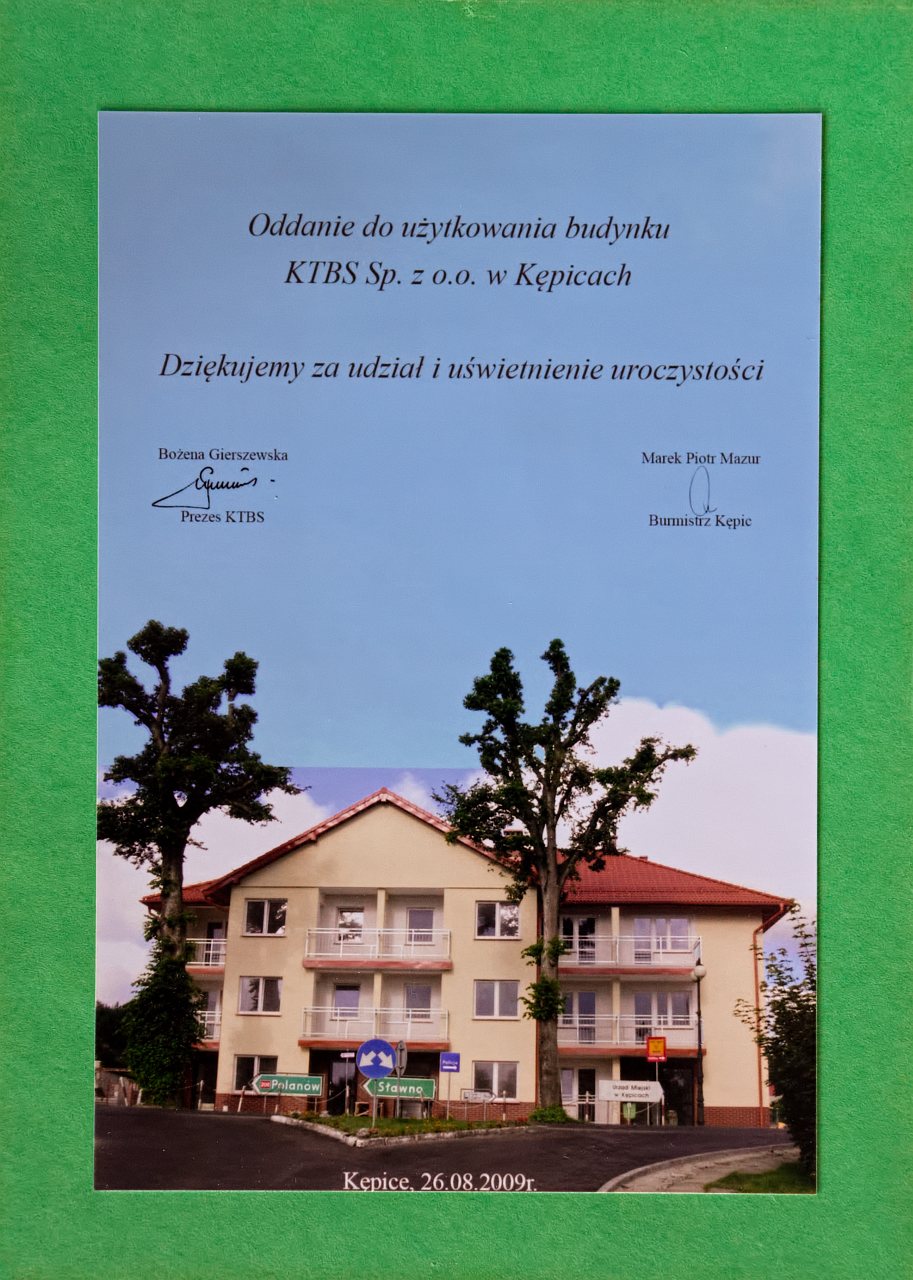 Oddanie do użytkowania budynku
KTBS Sp. z o.o. w Kępicach
Dziękujemy za udział i uświetnienie uroczystości
Bożena Gierszewska
Prezes KTBS
Marek Piotr Mazur
Burmistrz Kępic
Policja
Polanów
Sławno
Urząd Miejski
w Kępicach
Kępice, 26.08.2009r.